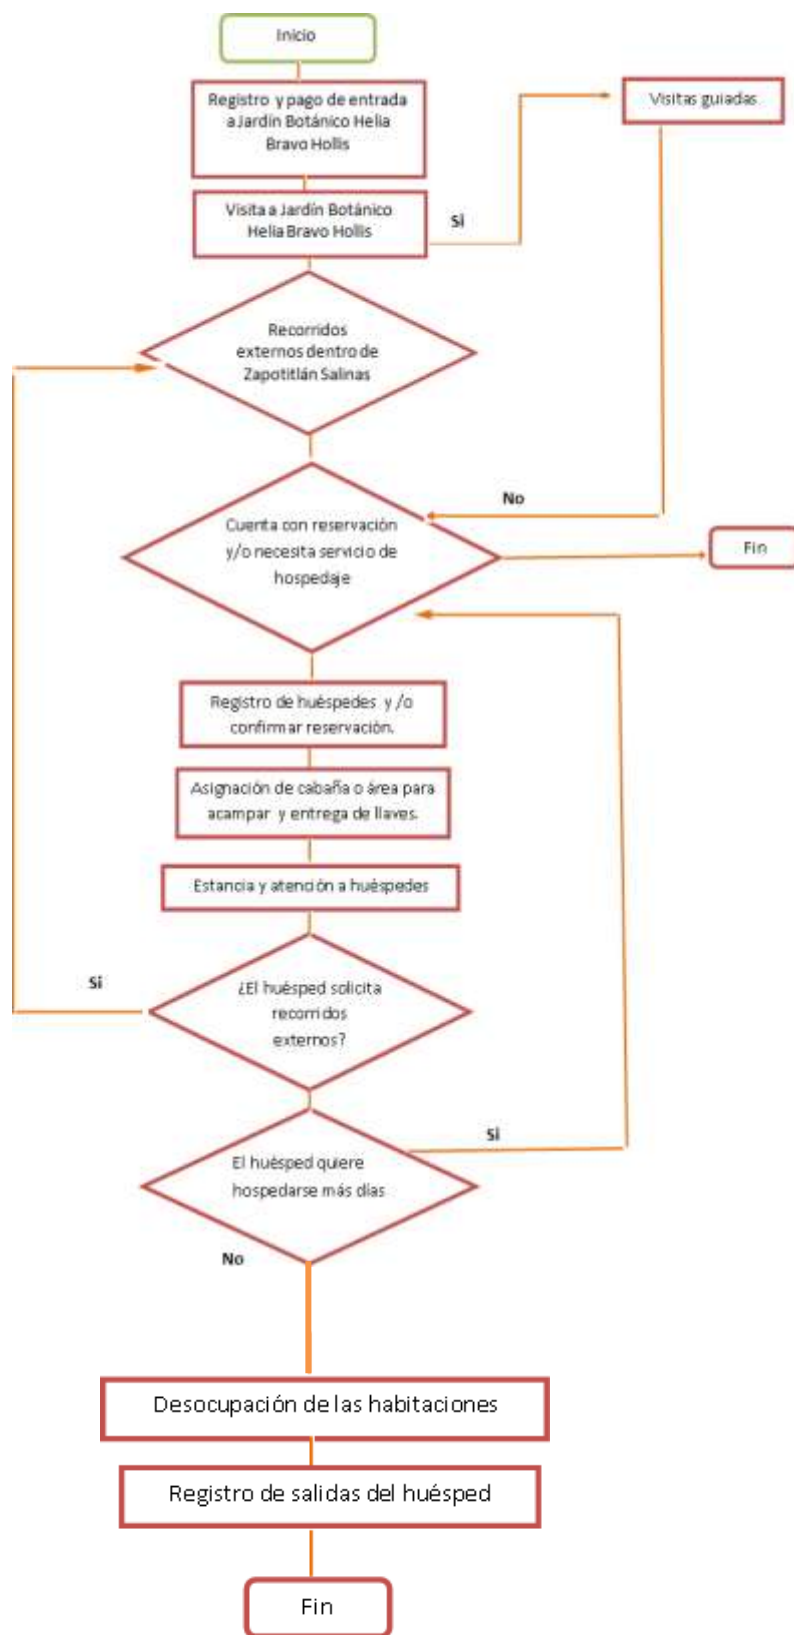 Inicio
Registro y pago de entrada
a Jardín Botánico Helia
Bravo Hollis
Visitas guiadas
Visita a Jardín Botánico
Helia Bravo Hollis
Si
Recorridos
externos dentro de
Zapotitlán Salinas
No
Cuenta con reservación
y/o necesita servicio de
hospedaje
Fin
Registro de huéspedes y /o
confirmar reservación.
Asignación de cabaña o área para
acampar y entrega de llaves.
Estancia y atención a huéspedes
Si
¿El huésped solicita
recorridos
externos?
Si
El huésped quiere
hospedarse más días
No
Desocupación de las habitaciones
Registro de salidas del huésped
Fin